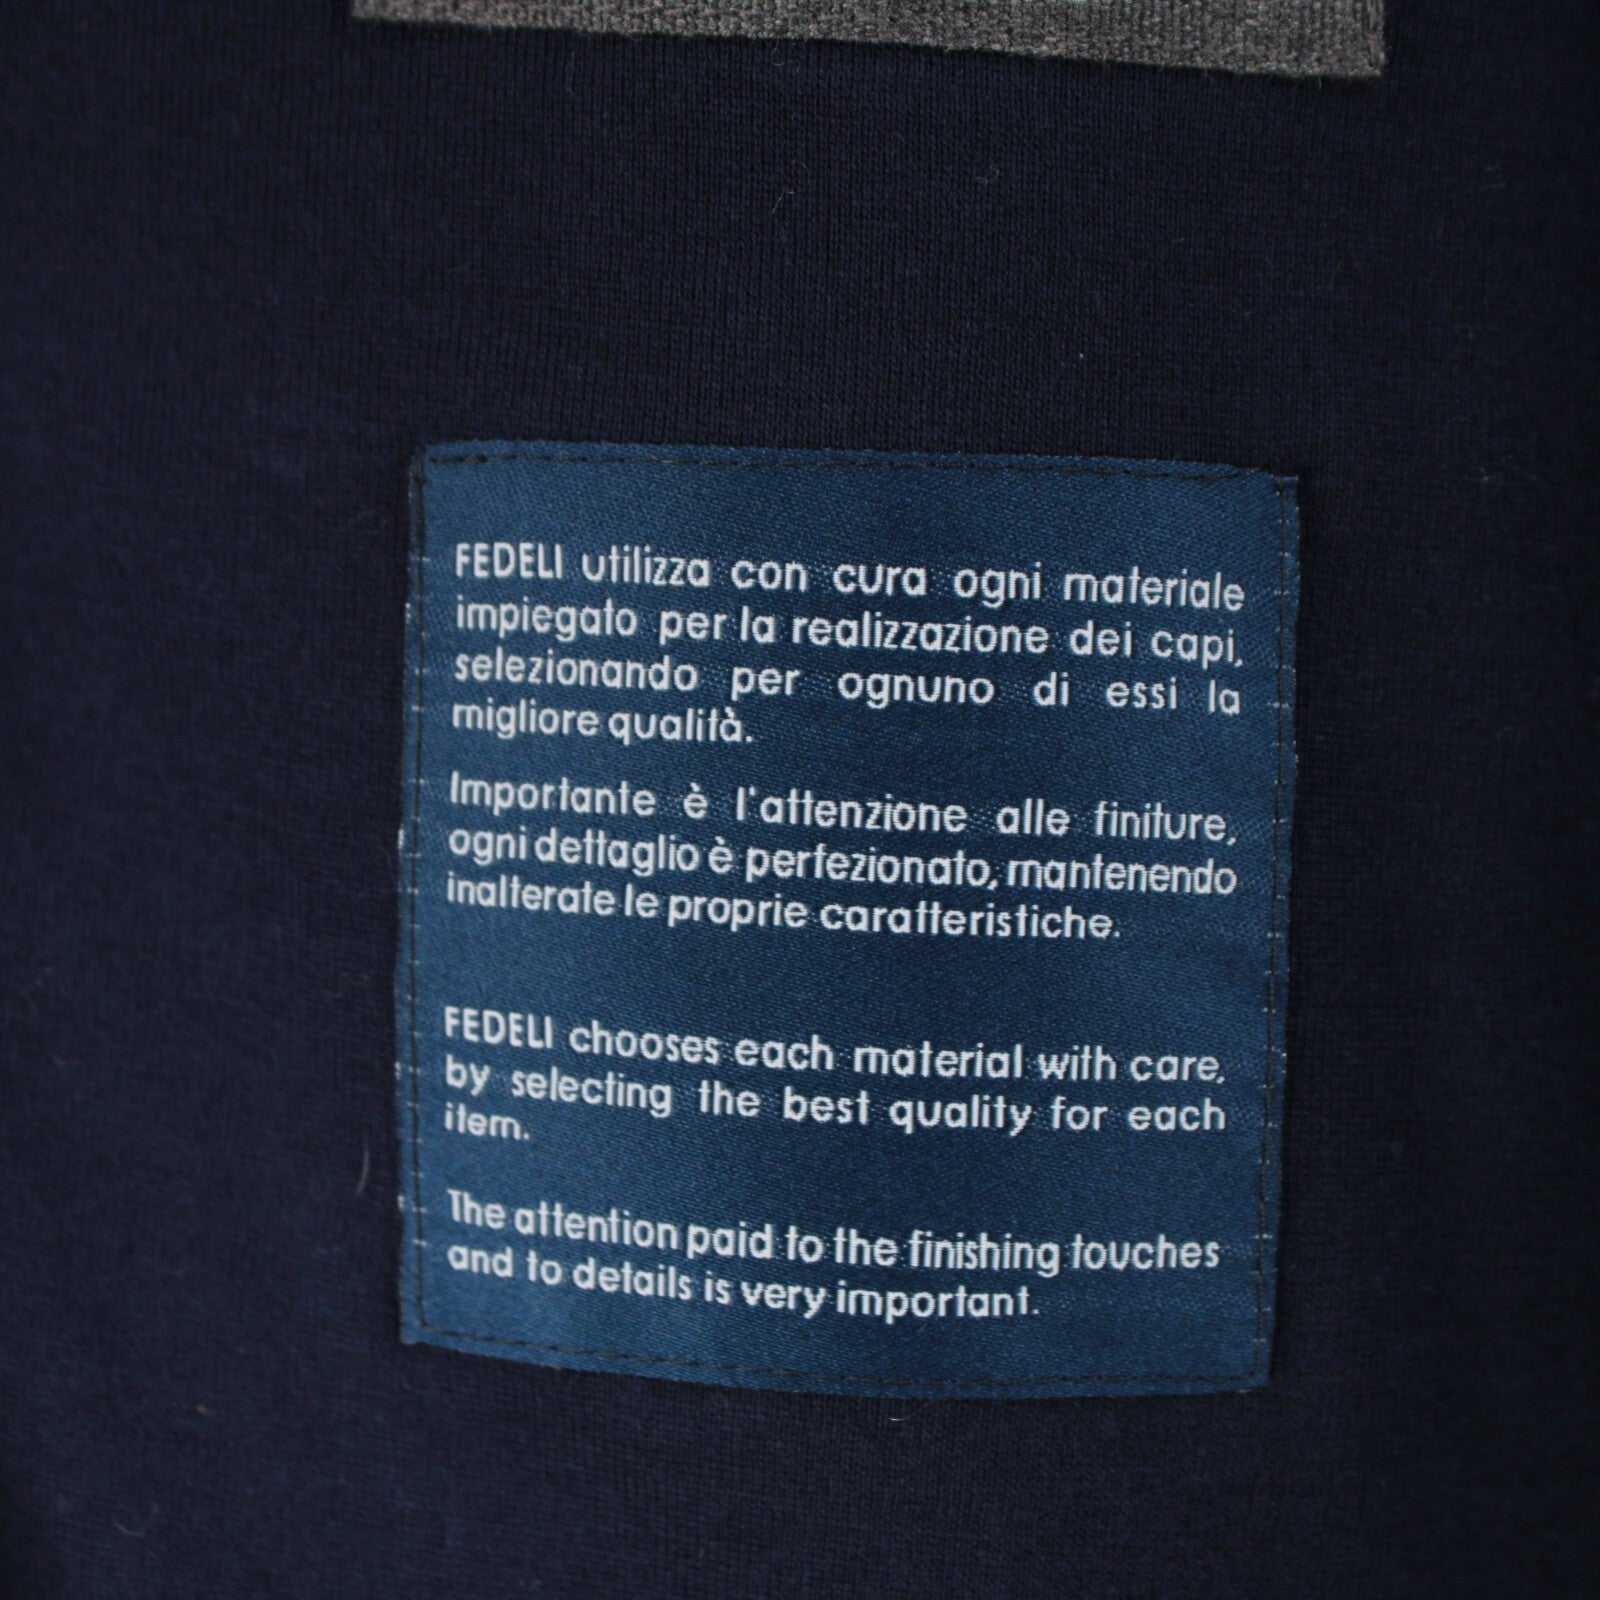 FEDELI utilizza con cura ogni materiale
impiegato per la realizzazione dei capi,
selezionando per ognuno di essi la
migliore qualità.
Importante è l'attenzione alle finiture,
ogni dettaglio è perfezionato, mantenendo
inalterate le proprie caratteristiche.
FEDELI chooses each material with care,
by selecting the best quality for each
item.
The attention paid to the finishing touches
and to details is very important.